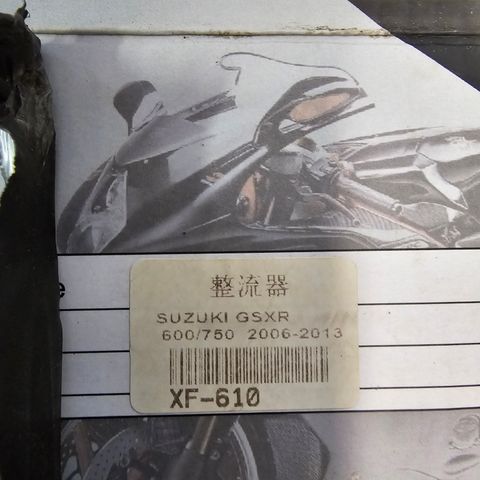 e
整流器
SUZUKI GSXR
600/750 2006-2013
XF-610